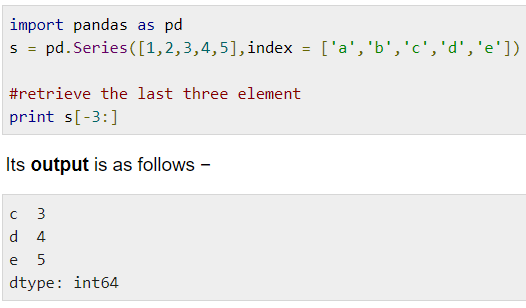 import pandas as pd
s = pd.Series([1,2,3,4,5],index = ['a','b','c','d','e'])
#retrieve the last three element
print s[-3:]
Its output is as follows −
c  3
d  4
e  5
dtype: int64